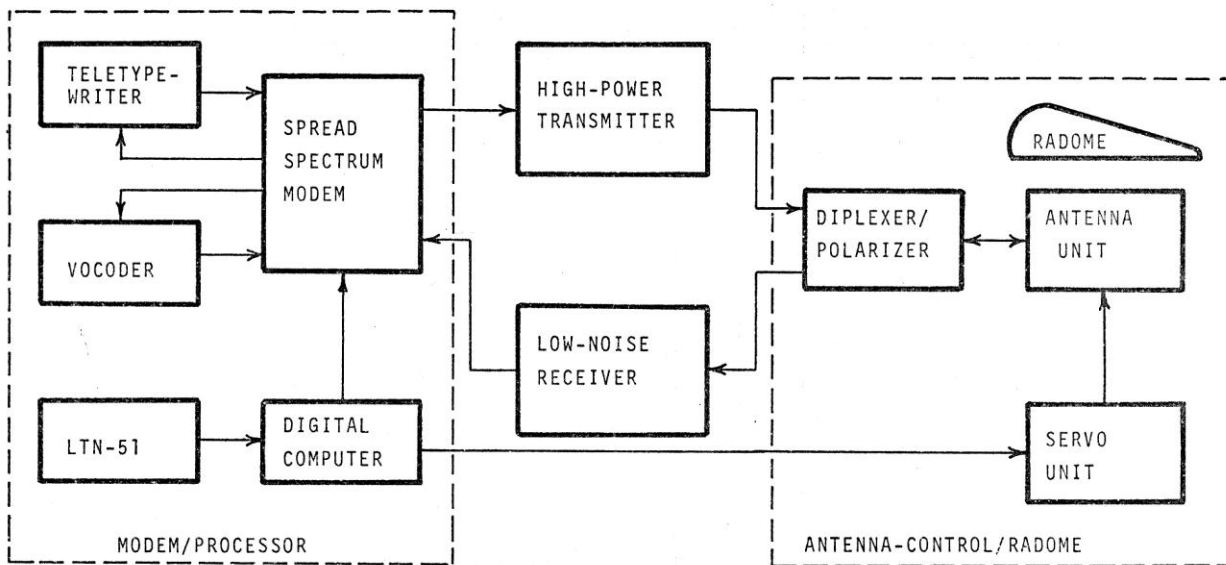 TELETYPE-
WRITER
SPREAD
SPECTRUM
MODEM
VOCODER
LTN-51
DIGITAL
COMPUTER
MODEM/PROCESSOR
HIGH-POWER
TRANSMITTER
LOW-NOISE
RECEIVER
RADOME
DIPLEXER/
POLARIZER
ANTENNA
UNIT
SERVO
UNIT
ANTENNA-CONTROL/RADOME